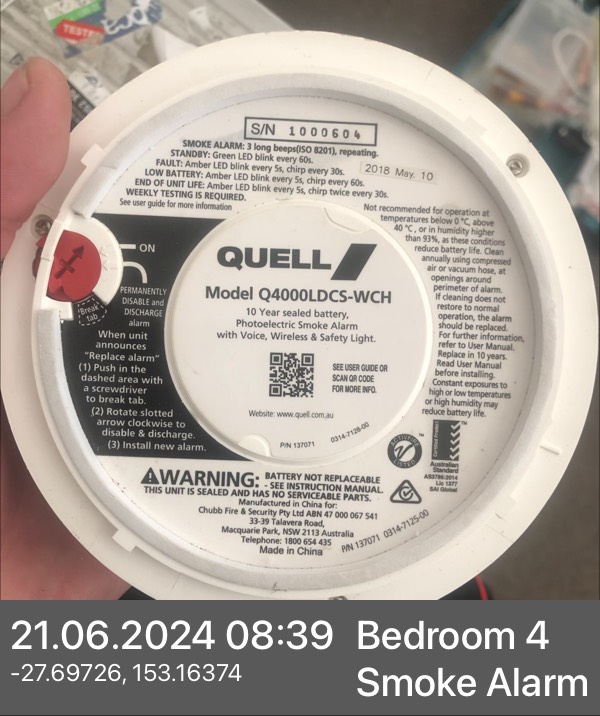 TESTED
S/N 1000604
SMOKE ALARM: 3 long beeps(ISO 8201), repeating.
STANDBY: Green LED blink every 60s.
FAULT: Amber LED blink every 5s, chirp every 30s.
LOW BATTERY: Amber LED blink every 5s, chirp every 60s.
END OF UNIT LIFE: Amber LED blink every 5s, chirp twice every 30s.
WEEKLY TESTING IS REQUIRED.
See user guide for more information
2018 May. 10
Not recommended for operation at
temperatures below 0 °C, above
40 °C, or in humidity higher
than 93%, as these conditions
reduce battery life. Clean
annually using compressed
air or vacuum hose, at
openings around
perimeter of alarm.
If cleaning does not
restore to normal
operation, the alarm
should be replaced.
For further information,
refer to User Manual.
Replace in 10 years.
Read User Manual
before installing.
Constant exposures to
high or low temperatures
or high humidity may
reduce battery life.
ON
PERMANENTLY
DISABLE and
DISCHARGE
alarm
"Break"
tab
When unit
announces
"Replace alarm"
(1) Push in the
dashed area with
a screwdriver
to break tab.
(2) Rotate slotted
arrow clockwise to
disable & discharge.
(3) Install new alarm.
QUELL
Model Q4000LDCS-WCH
10 Year sealed battery,
Photoelectric Smoke Alarm
with Voice, Wireless & Safety Light.
SEE USER GUIDE OR
SCAN QR CODE
FOR MORE INFO.
Website: www.quell.com.au
P/N 137071 0314-7128-00
Certified Product
Australian
Standard
AS3786:2014
Lic 1377
SAI Global
WARNING: BATTERY NOT REPLACEABLE
- SEE INSTRUCTION MANUAL.
THIS UNIT IS SEALED AND HAS NO SERVICEABLE PARTS.
Manufactured in China for:
Chubb Fire & Security Pty Ltd ABN 47 000 067 541
33-39 Talavera Road,
Macquarie Park, NSW 2113 Australia
Telephone: 1800 654 435
Made in China
P/N 137071 0314-7125-00
21.06.2024 08:39
-27.69726, 153.16374
Bedroom 4
Smoke Alarm